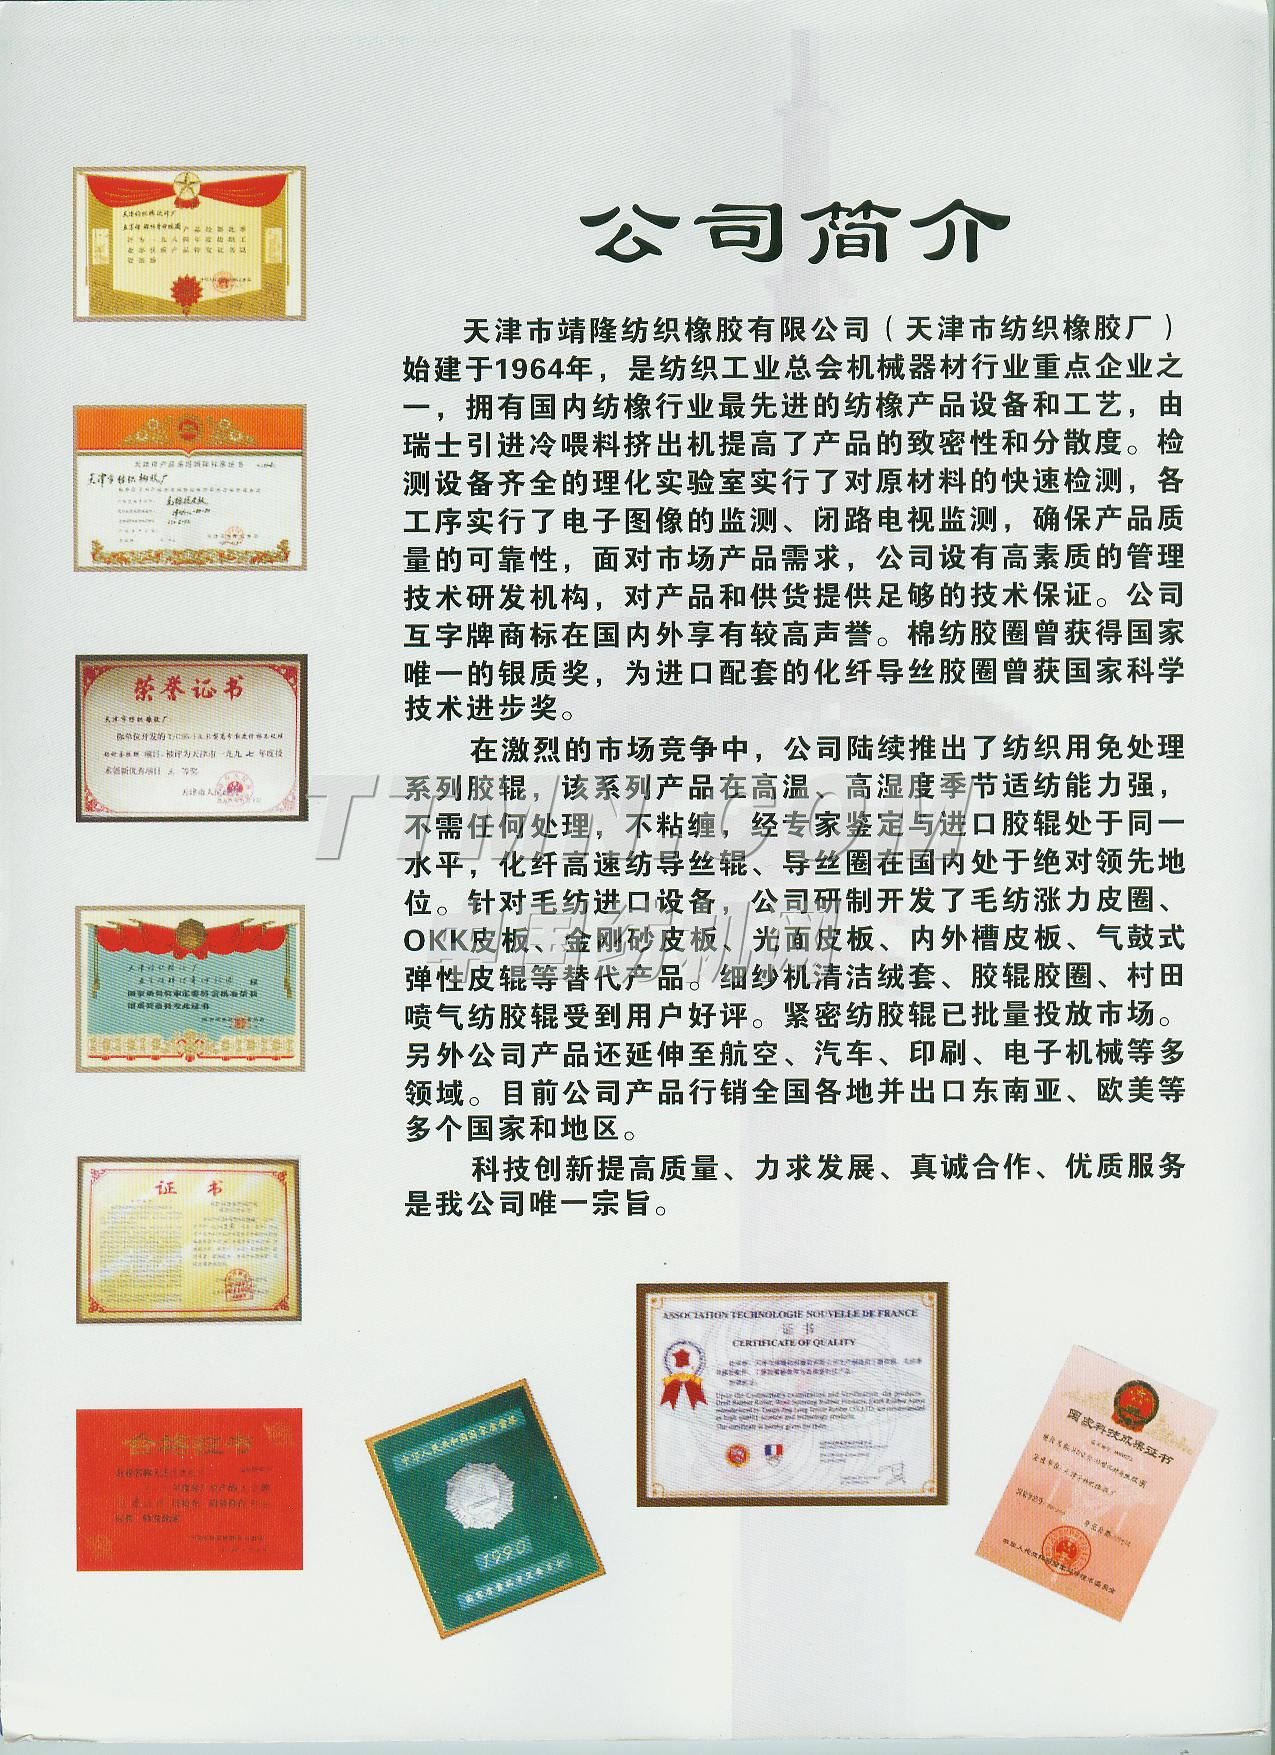 公司简介
天津市靖隆纺织橡胶有限公司（天津市纺织橡胶厂）
始建于1964年，是纺织工业总会机械器材行业重点企业之
一，拥有国内纺橡行业最先进的纺橡产品设备和工艺，由
瑞士引进冷喂料挤出机提高了产品的致密性和分散度。检
测设备齐全的理化实验室实行了对原材料的快速检测，各
工序实行了电子图像的监测、闭路电视监测，确保产品质
量的可靠性，面对市场产品需求，公司设有高素质的管理
技术研发机构，对产品和供货提供足够的技术保证。公司
互字牌商标在国内外享有较高声誉。棉纺胶圈曾获得国家
唯一的银质奖，为进口配套的化纤导丝胶圈曾获国家科学
技术进步奖。
在激烈的市场竞争中，公司陆续推出了纺织用免处理
系列胶辊，该系列产品在高温、高湿度季节适纺能力强，
不需任何处理，不粘缠，经专家鉴定与进口胶辊处于同一
水平，化纤高速纺导丝辊、导丝圈在国内处于绝对领先地
位。针对毛纺进口设备，公司研制开发了毛纺涨力皮圈、
OKK皮板、金刚砂皮板、光面皮板、内外槽皮板、气鼓式
弹性皮辊等替代产品。细纱机清洁绒套、胶辊胶圈、村田
喷气纺胶辊受到用户好评。紧密纺胶辊已批量投放市场。
另外公司产品还延伸至航空、汽车、印刷、电子机械等多
领域。目前公司产品行销全国各地并出口东南亚、欧美等
多个国家和地区。
科技创新提高质量、力求发展、真诚合作、优质服务
是我公司唯一宗旨。
TTMN.COM
中国纺机网
天津市纺织橡胶厂
荣誉证书
天津市纺织橡胶厂:
证书
合格证书
1990
ASSOCIATION TECHNOLOGIE NOUVELLE DE FRANCE
证书
CERTIFICATE OF QUALITY
国家科技成果证书